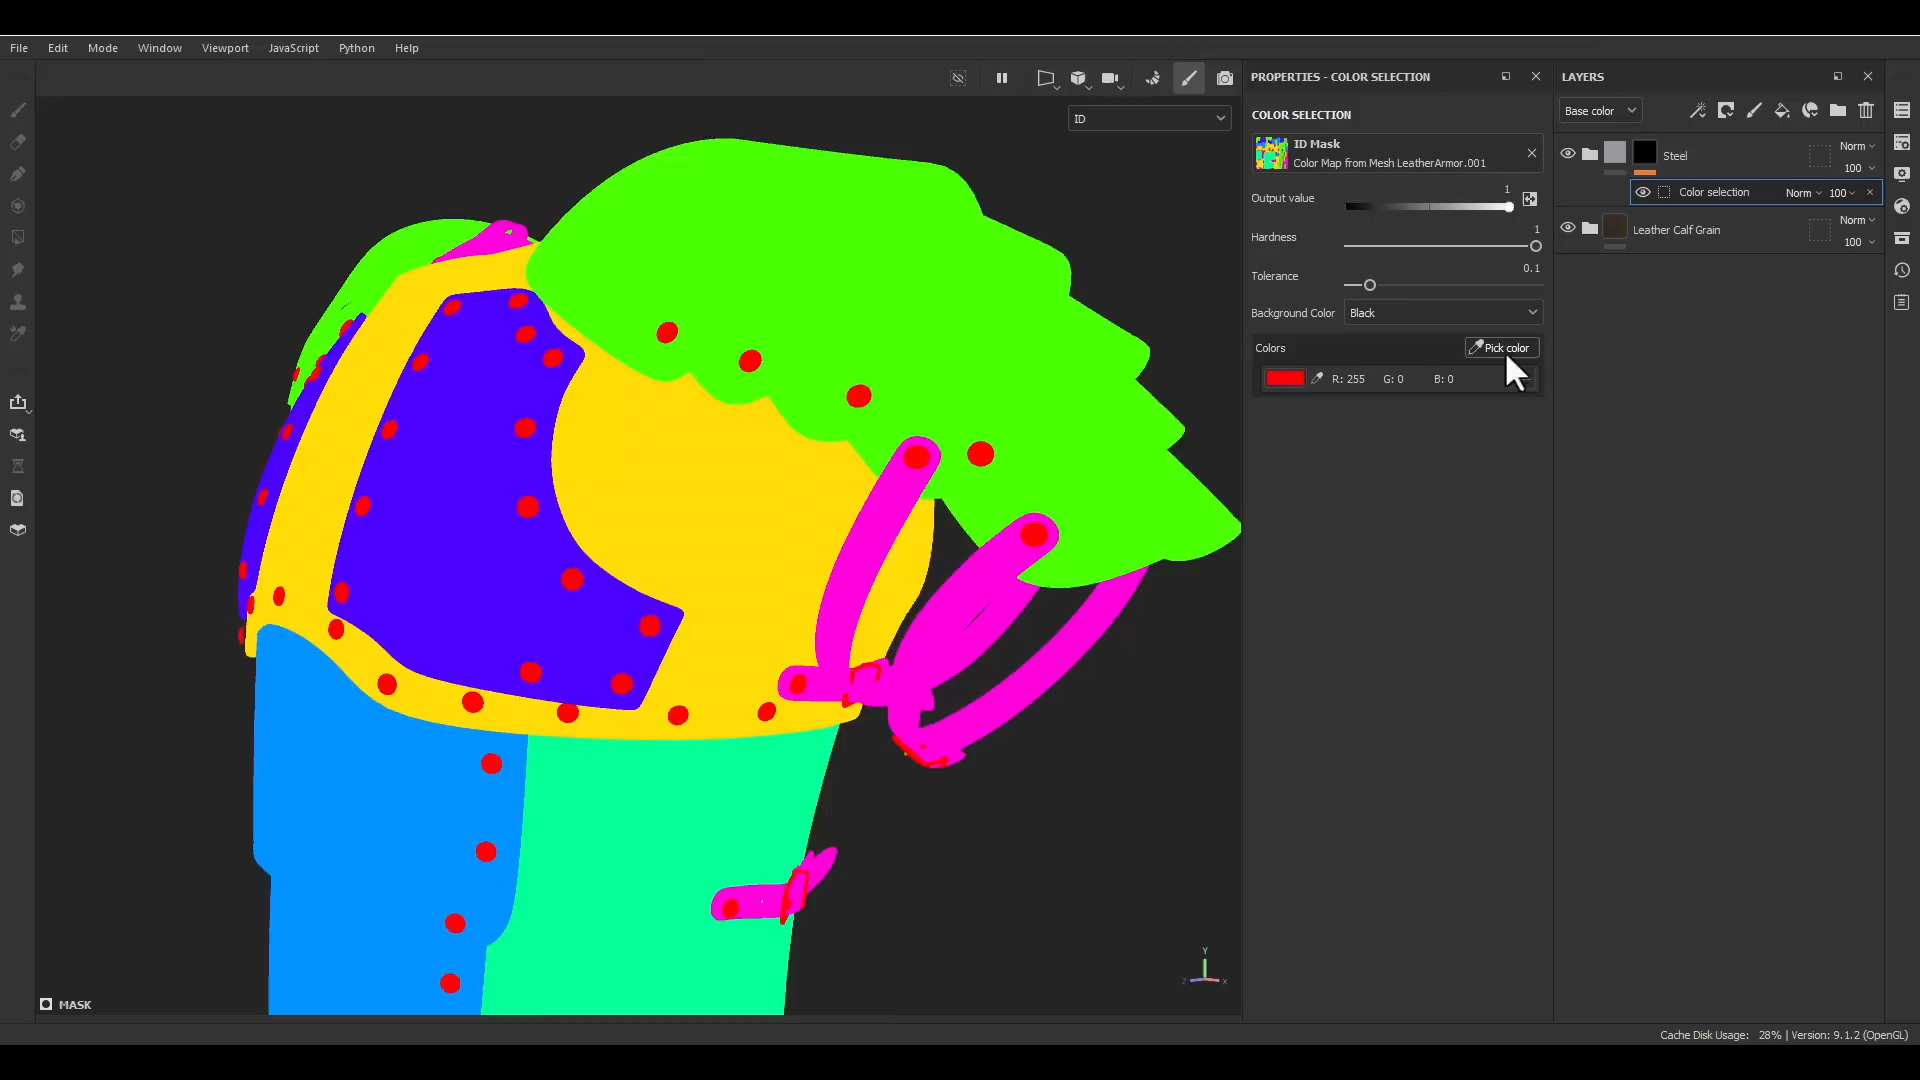 File Edit Mode Window Viewport JavaScript Python Help
ID
MASK
Y
Z X
PROPERTIES - COLOR SELECTION
COLOR SELECTION
ID Mask
Color Map from Mesh LeatherArmor.001
Output value 1
Hardness 1
Tolerance 0.1
Background Color Black
Colors Pick color
R: 255 G: 0 B: 0
LAYERS
Base color
Steel Norm
100
Color selection Norm 100
Leather Calf Grain Norm
100
Cache Disk Usage: 28% | Version: 9.1.2 (OpenGL)